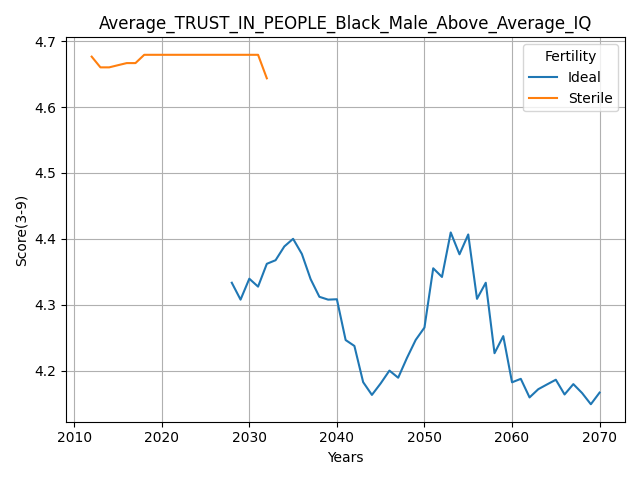 Average_TRUST_IN_PEOPLE_Black_Male_Above_Average_IQ
Score(3-9)
4.7
4.6
4.5
4.4
4.3
4.2
Fertility
Ideal
Sterile
2010
2020
2030
2040
2050
2060
2070
Years